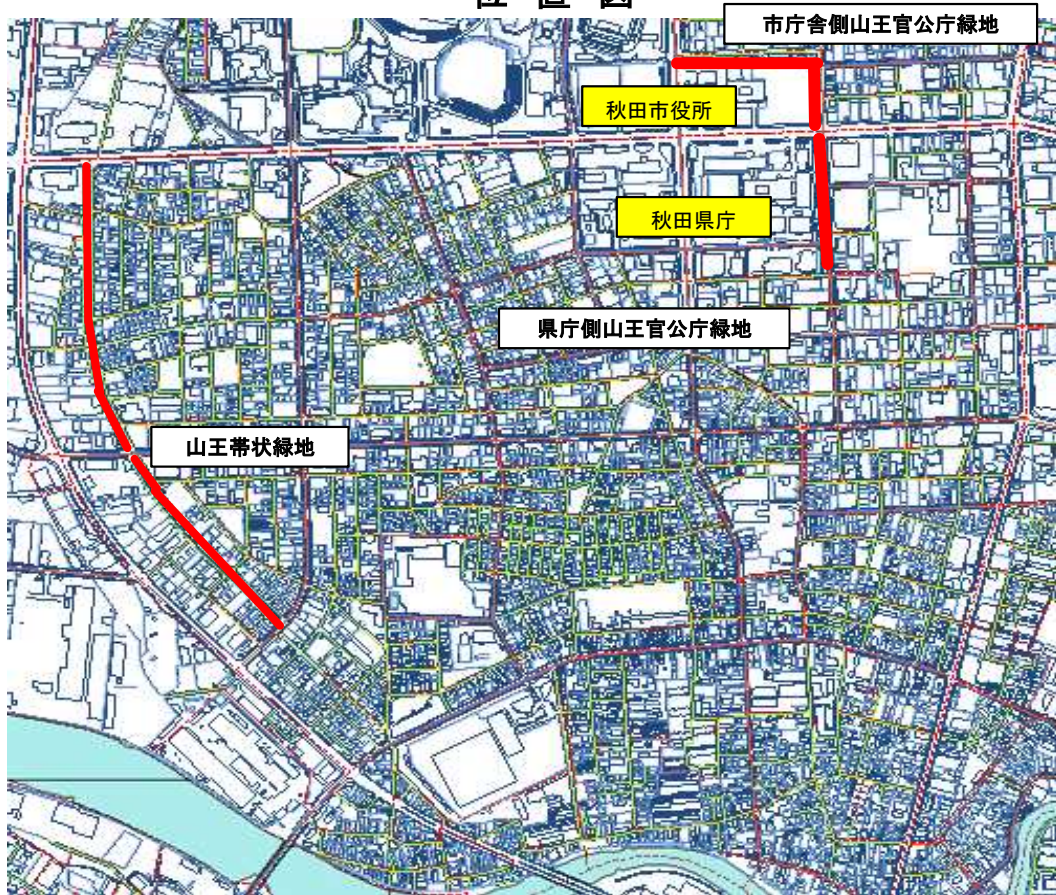 位置図
市庁舎側山王官公庁緑地
秋田市役所
秋田県庁
県庁側山王官公庁緑地
山王帯状緑地